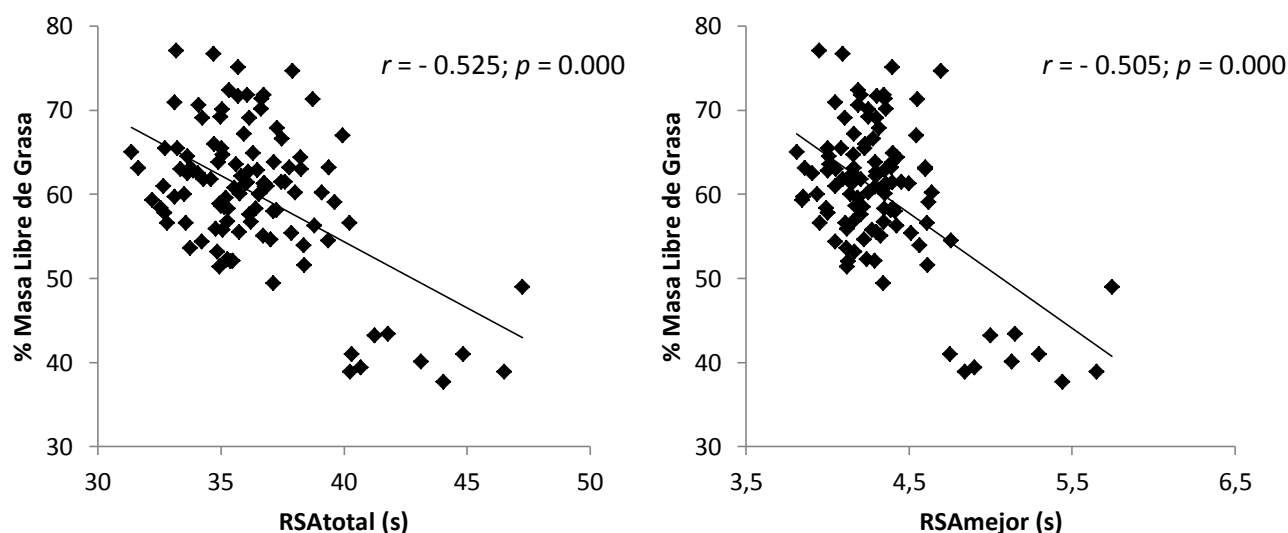 80
70
60
50
40
30
% Masa Libre de Grasa
r = - 0.525; p = 0.000
30 35 40 45 50
RSAtotal (s)
80
70
60
50
40
30
% Masa Libre de Grasa
r = - 0.505; p = 0.000
3,5 4,5 5,5 6,5
RSAmejor (s)